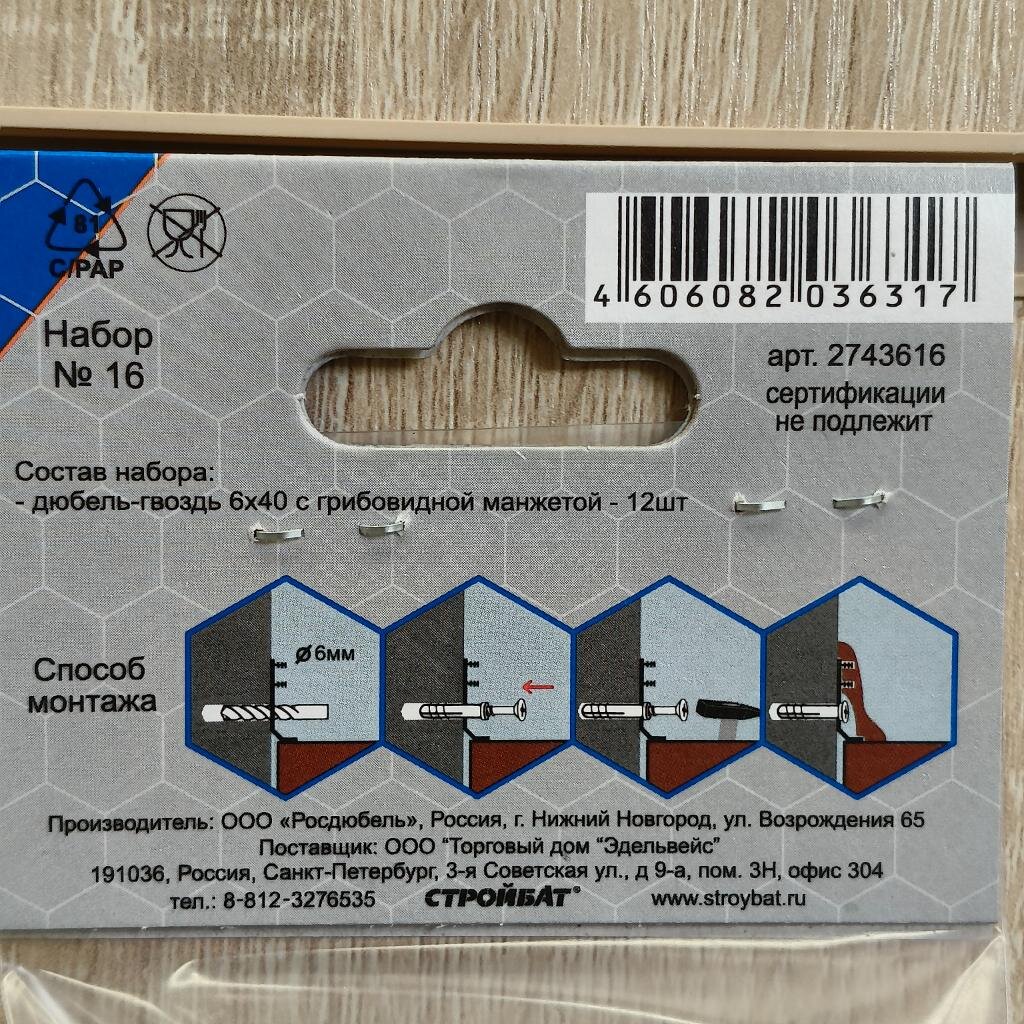 81
C/PAP
4 606082 036317
Набор
№ 16
арт. 2743616
сертификации
не подлежит
Состав набора:
- дюбель-гвоздь 6х40 с грибовидной манжетой - 12шт
Способ
монтажа
Ø 6мм
Производитель: ООО «Росдюбель», Россия, г. Нижний Новгород, ул. Возрождения 65
Поставщик: ООО "Торговый дом "Эдельвейс"
191036, Россия, Санкт-Петербург, 3-я Советская ул., д 9-а, пом. 3Н, офис 304
тел.: 8-812-3276535 СТРОЙБАТ® www.stroybat.ru